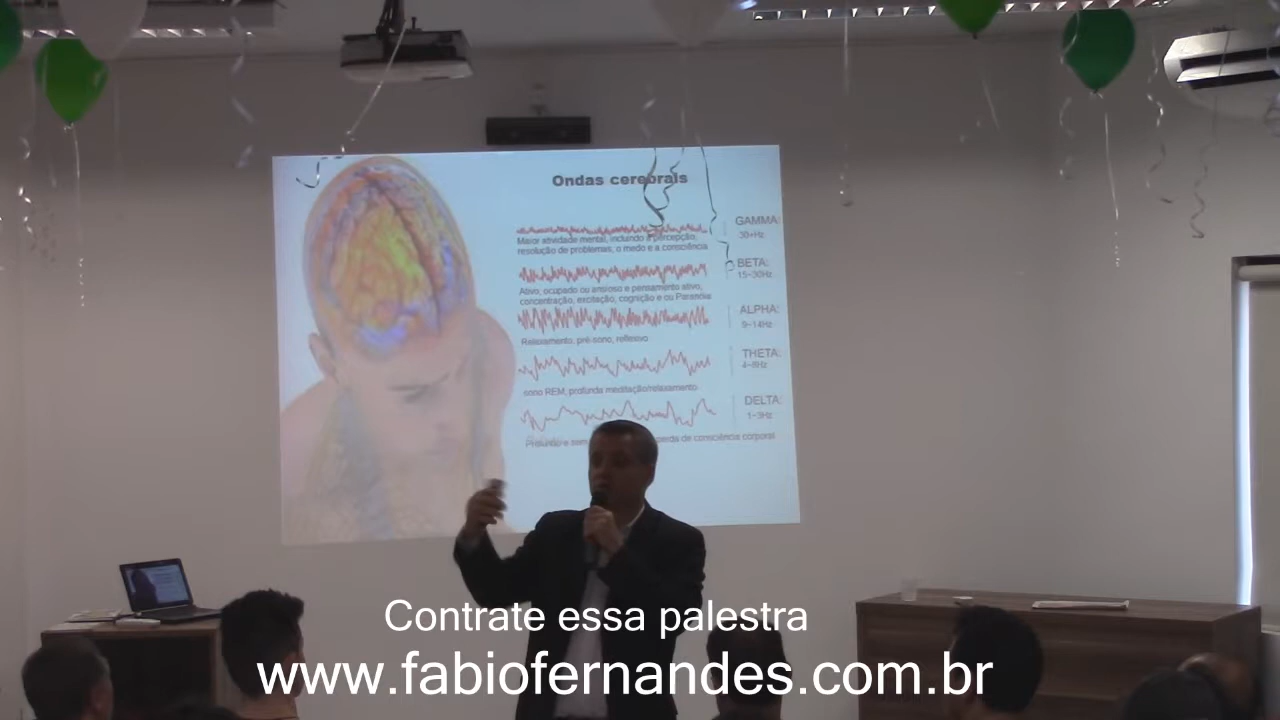 Ondas cerebrais
GAMMA:
30+Hz
Maior atividade mental, incluindo a percepção,
resolução de problemas, o medo e a consciência
BETA:
15~30Hz
Ativo, ocupado ou ansioso e pensamento ativo,
concentração, excitação, cognição e ou Paranóia
ALPHA:
9~14Hz
Relaxamento, pré-sono, reflexivo
THETA:
4~8Hz
sono REM, profunda meditação/relaxamento
DELTA:
1~3Hz
Profundo e sem perda de consciência corporal
Contrate essa palestra
www.fabiofernandes.com.br